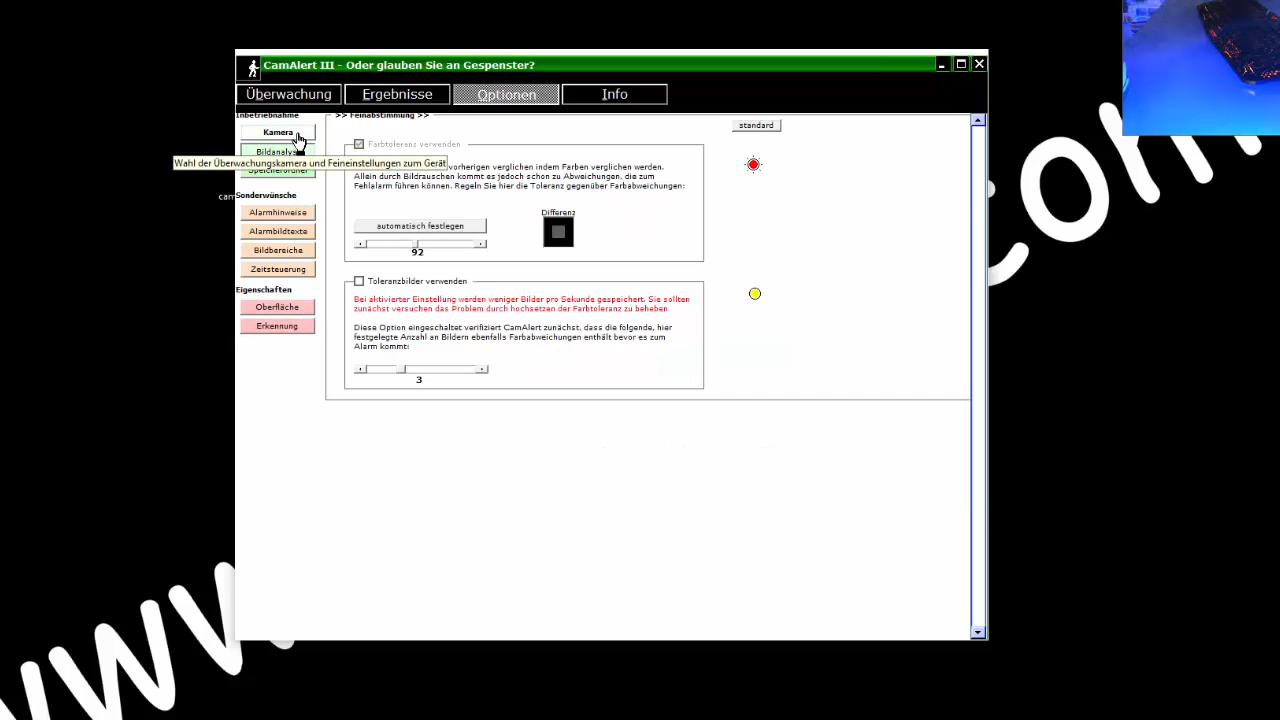 CamAlert III - Oder glauben Sie an Gespenster?
Überwachung
Ergebnisse
Optionen
Info
Inbetriebnahme
Kamera
Wahl der Überwachungskamera und Feineinstellungen zum Gerät
cam
Sonderwünsche
Alarmhinweise
Alarmbildtexte
Bildbereiche
Zeitsteuerung
Eigenschaften
Oberfläche
Erkennung
>> Feinabstimmung >>
standard
Farbtoleranz verwenden
vorherigen verglichen indem Farben verglichen werden.
Allein durch Bildrauschen kommt es jedoch schon zu Abweichungen, die zum
Fehlalarm führen können. Regeln Sie hier die Toleranz gegenüber Farbabweichungen:
automatisch festlegen
92
Differenz
Toleranzbilder verwenden
Bei aktivierter Einstellung werden weniger Bilder pro Sekunde gespeichert. Sie sollten
zunächst versuchen das Problem durch hochsetzen der Farbtoleranz zu beheben
Diese Option eingeschaltet verifiziert CamAlert zunächst, dass die folgende, hier
festgelegte Anzahl an Bildern ebenfalls Farbabweichungen enthält bevor es zum
Alarm kommt:
3
www
.com